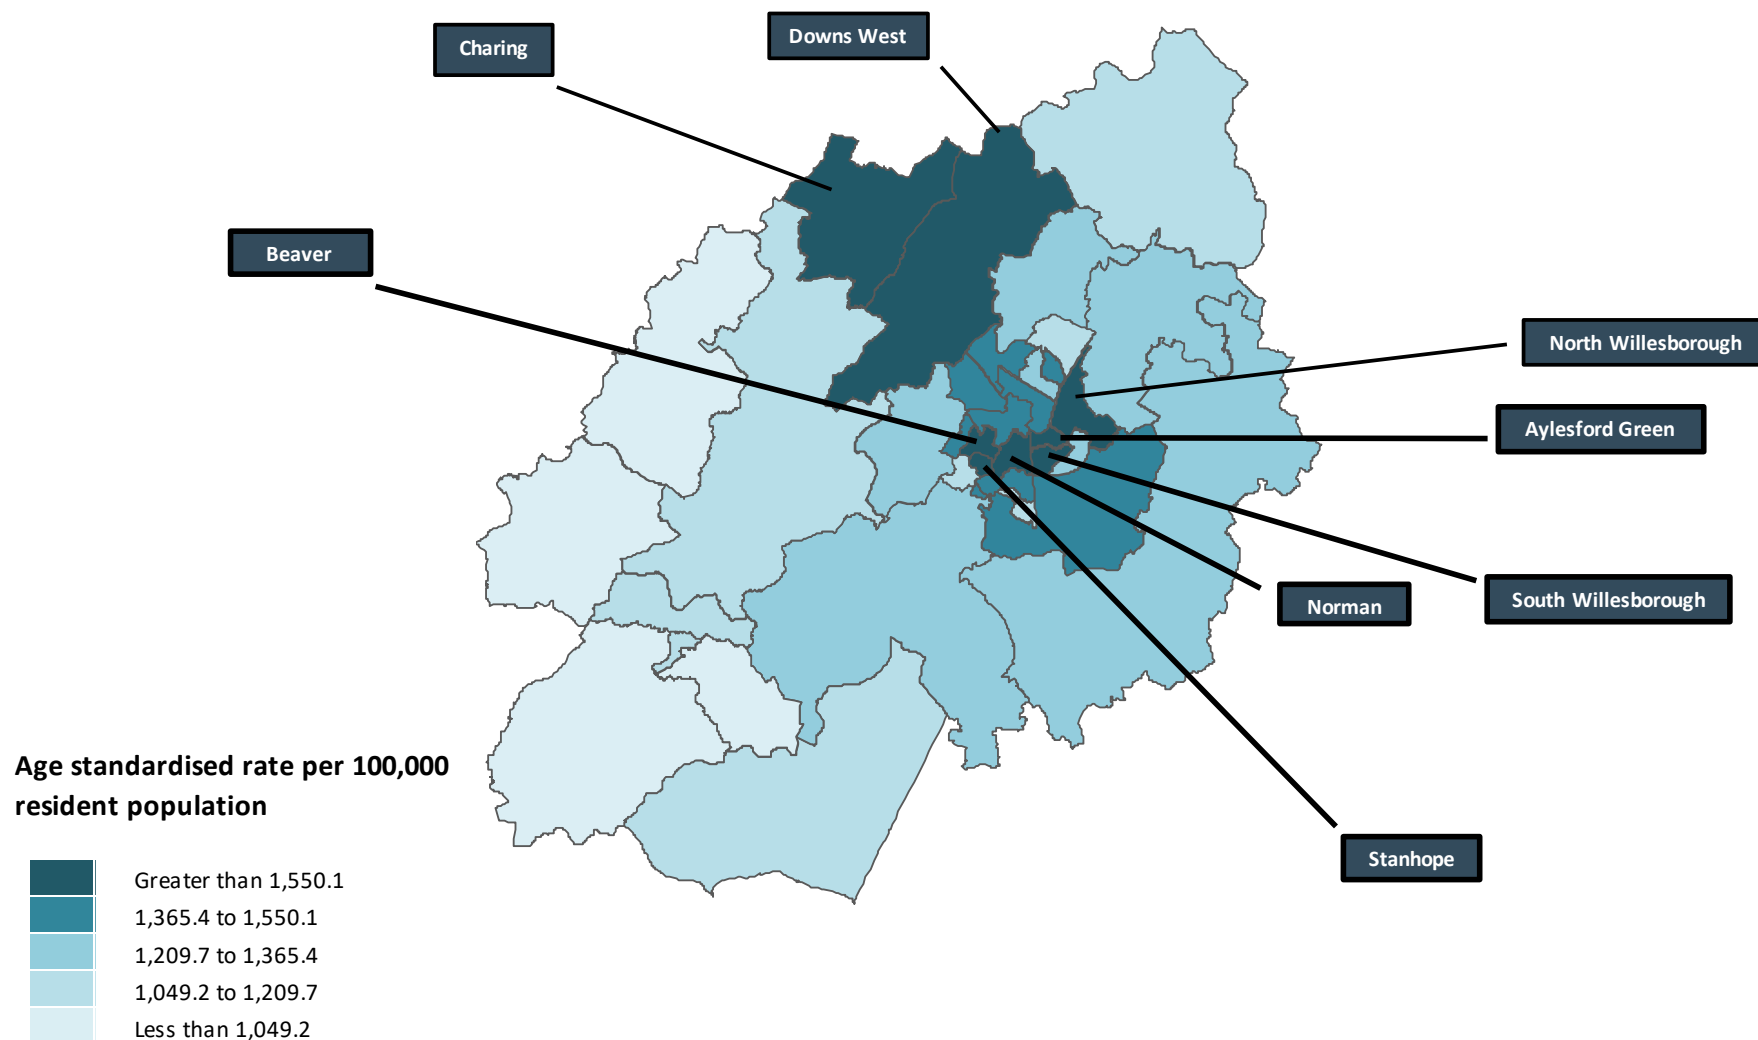 Downs West
Charing
Beaver
North Willesborough
Aylesford Green
South Willesborough
Norman
Stanhope
Age standardised rate per 100,000
resident population
Greater than 1,550.1
1,365.4 to 1,550.1
1,209.7 to 1,365.4
1,049.2 to 1,209.7
Less than 1,049.2